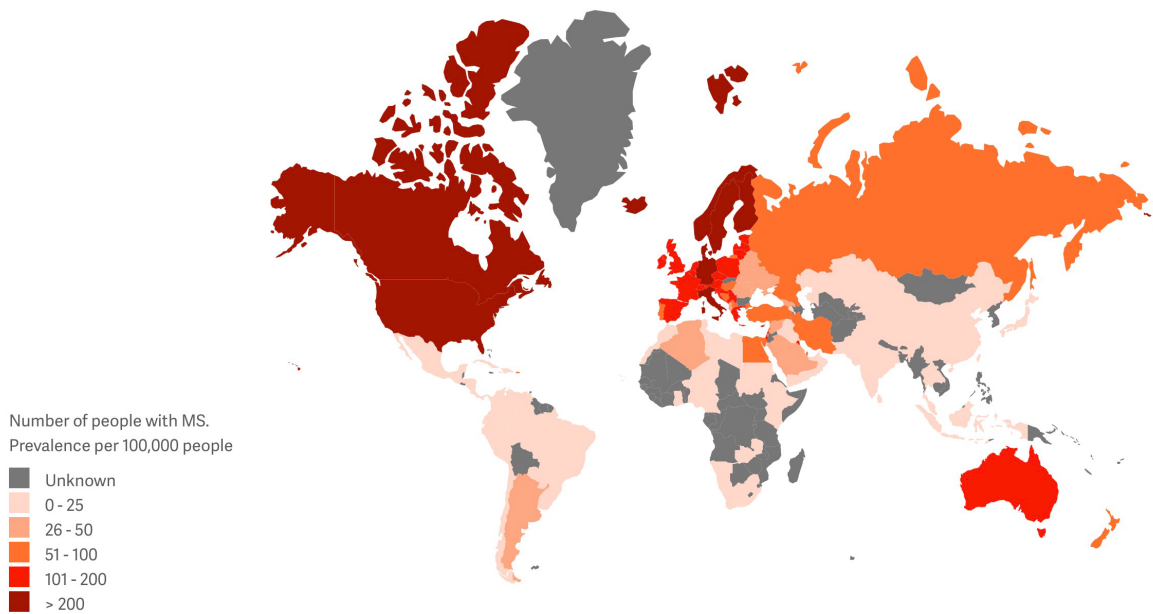 Number of people with MS.
Prevalence per 100,000 people
Unknown
0 - 25
26 - 50
51 - 100
101 - 200
> 200